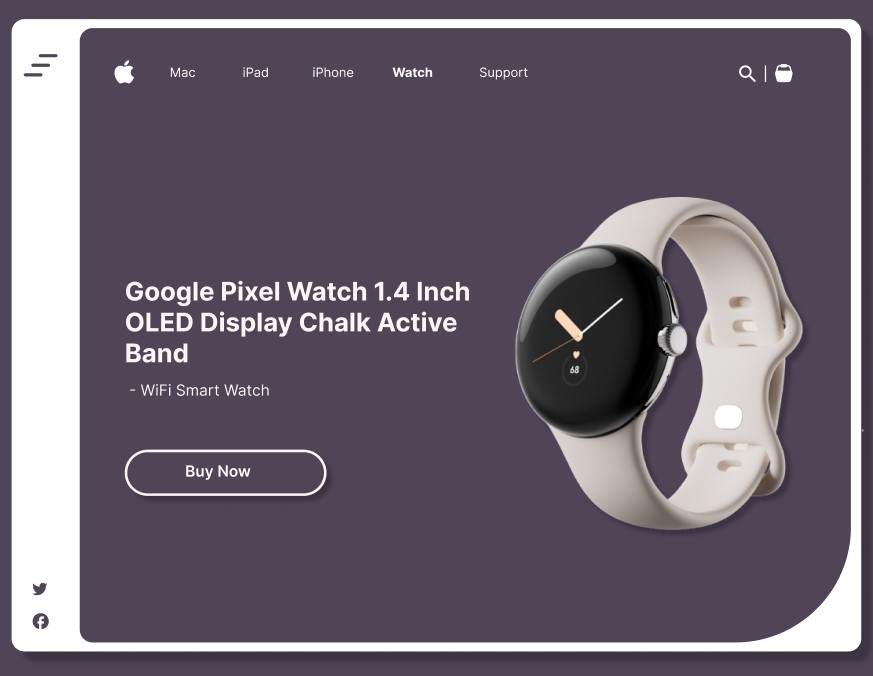 Mac iPad iPhone Watch Support
Google Pixel Watch 1.4 Inch
OLED Display Chalk Active
Band
- WiFi Smart Watch
Buy Now
68